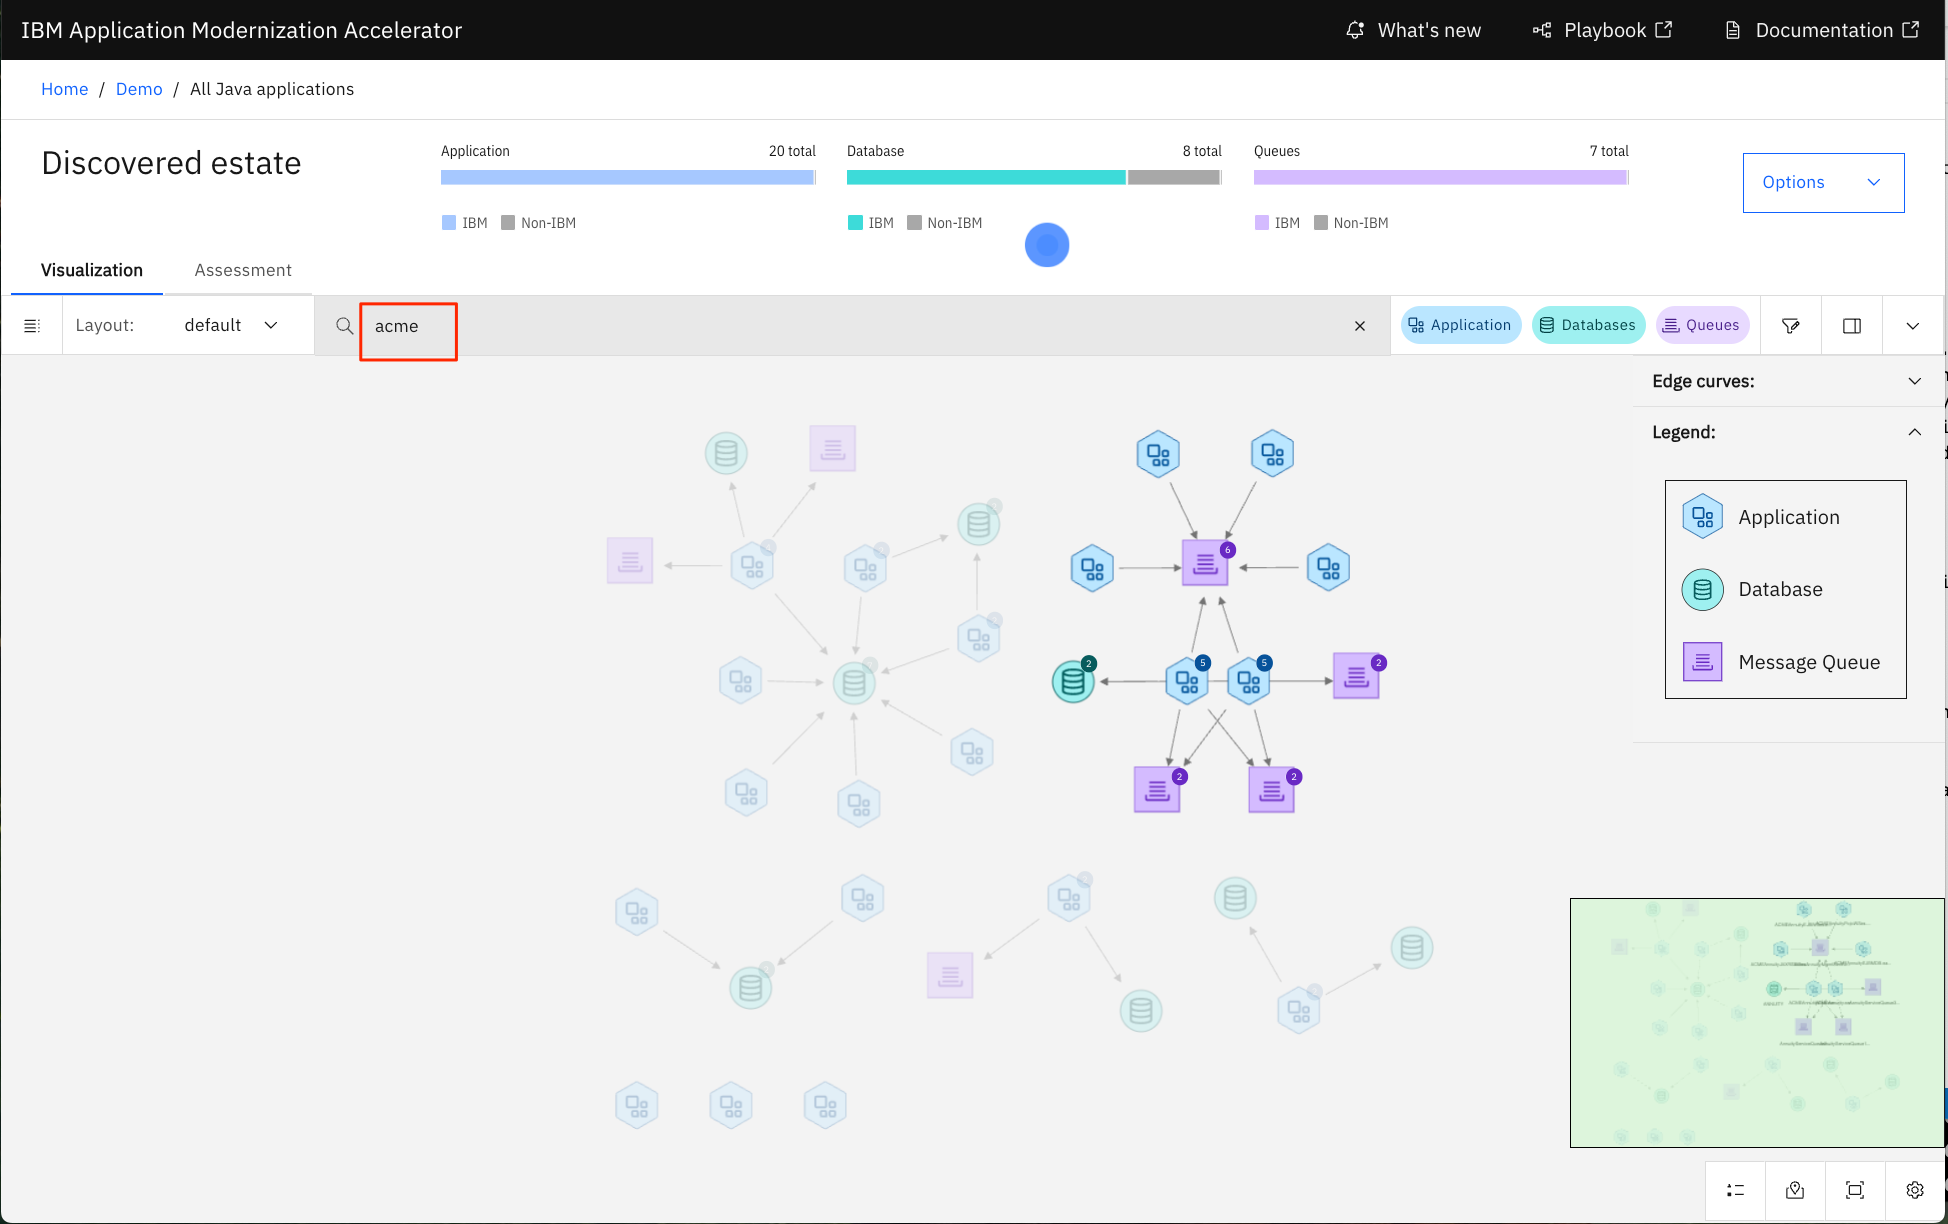 IBM Application Modernization Accelerator
What's new
Playbook
Documentation
Home / Demo / All Java applications
Discovered estate
Application 20 total
IBM Non-IBM
Database 8 total
IBM Non-IBM
Queues 7 total
IBM Non-IBM
Options
Visualization
Assessment
Layout: default
acme
Application
Databases
Queues
Edge curves:
Legend:
Application
Database
Message Queue
6
2
5
5
2
2
2